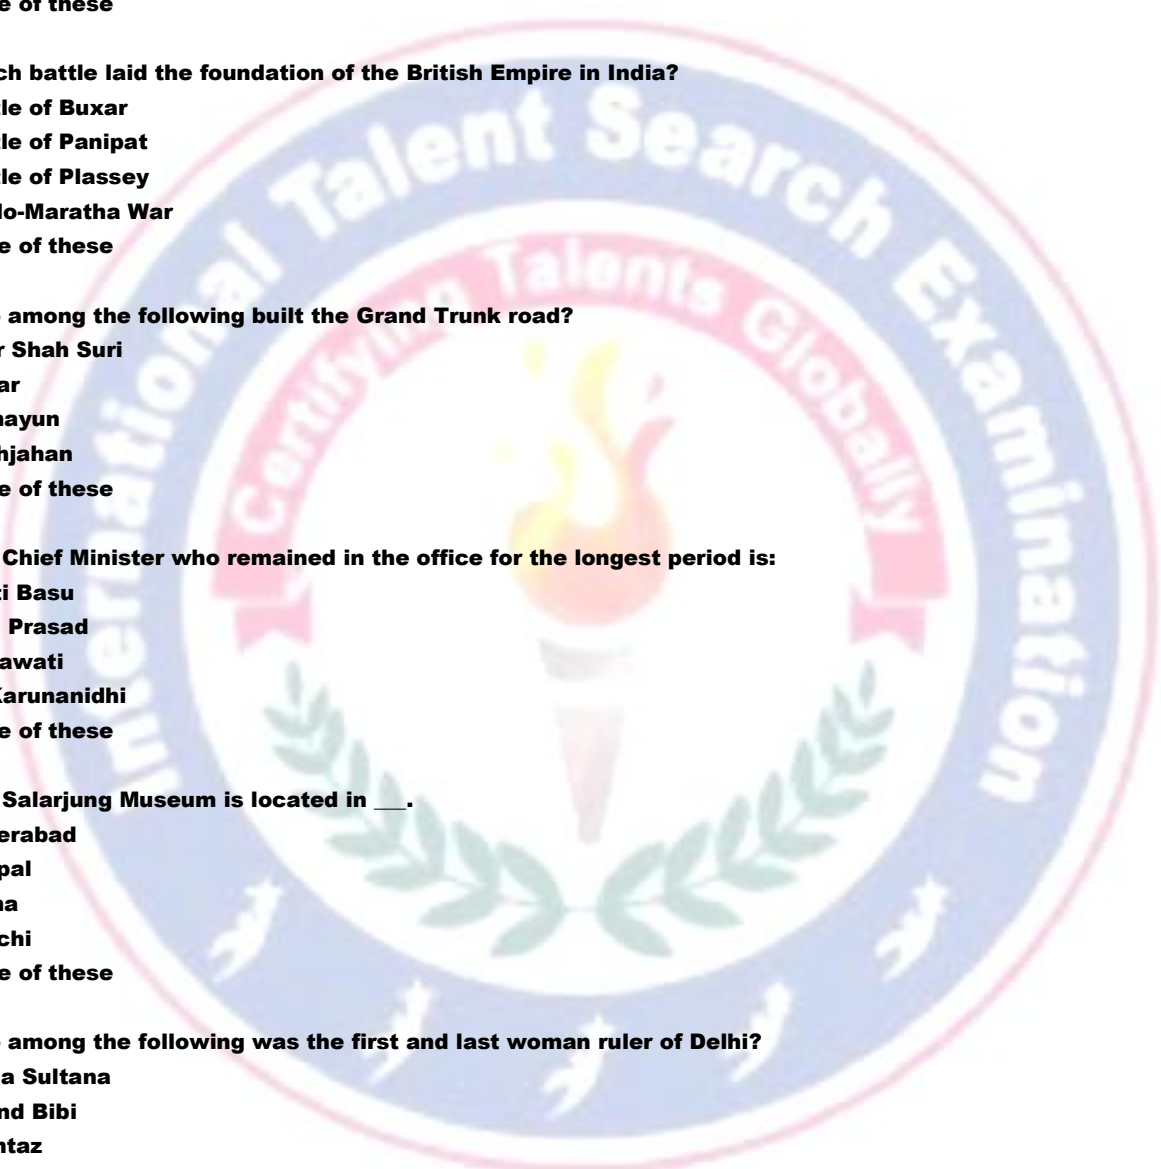 e of these
ch battle laid the foundation of the British Empire in India?
le of Buxar
le of Panipat
le of Plassey
lo-Maratha War
e of these
among the following built the Grand Trunk road?
r Shah Suri
ar
nayun
hjahan
e of these
Chief Minister who remained in the office for the longest period is:
ti Basu
Prasad
awati
Karunanidhi
e of these
Salarjung Museum is located in ___.
erabad
pal
na
chi
e of these
among the following was the first and last woman ruler of Delhi?
a Sultana
nd Bibi
ntaz
International Talent Search Examination
Certifying Talents Globally